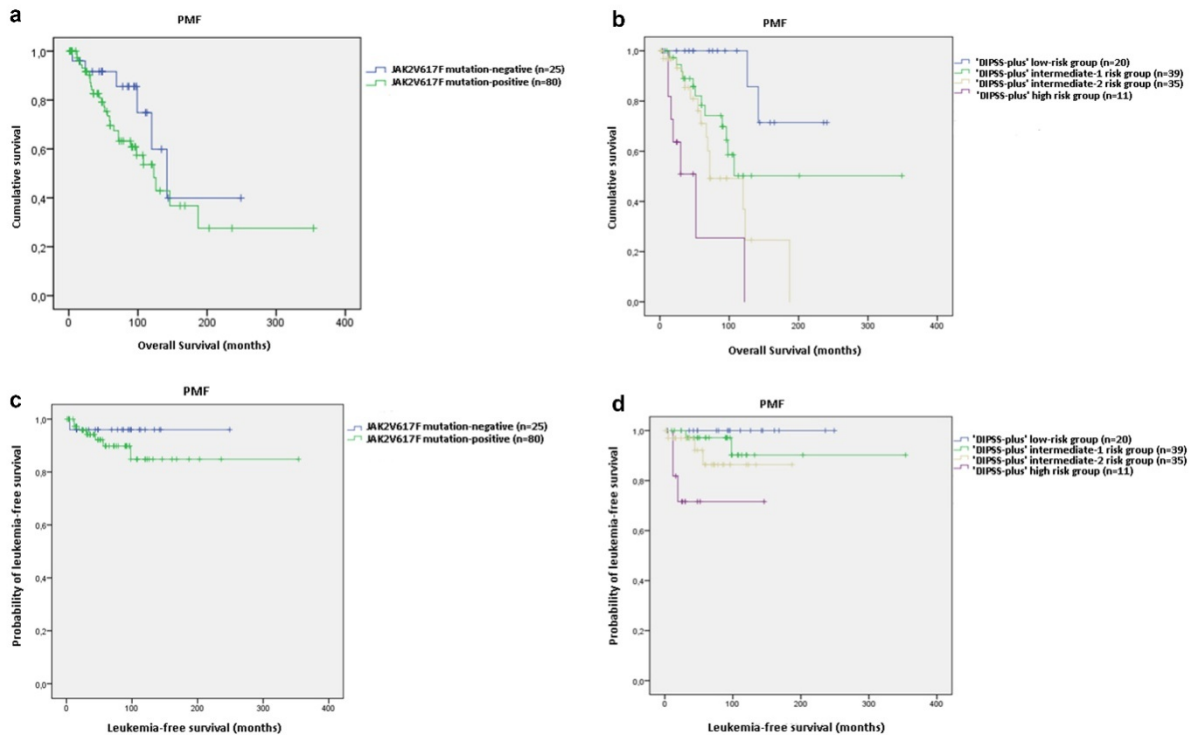 a
PMF
JAK2V617F mutation-negative (n=25)
JAK2V617F mutation-positive (n=80)
Cumulative survival
1,0
0,8
0,6
0,4
0,2
0,0
0
100
200
300
400
Overall Survival (months)
b
PMF
'DIPSS-plus' low-risk group (n=20)
'DIPSS-plus' intermediate-1 risk group (n=39)
'DIPSS-plus' intermediate-2 risk group (n=35)
'DIPSS-plus' high risk group (n=11)
Cumulative survival
1,0
0,8
0,6
0,4
0,2
0,0
0
100
200
300
400
Overall Survival (months)
c
PMF
JAK2V617F mutation-negative (n=25)
JAK2V617F mutation-positive (n=80)
Probability of leukemia-free survival
1,0
0,8
0,6
0,4
0,2
0,0
0
100
200
300
400
Leukemia-free survival (months)
d
PMF
'DIPSS-plus' low-risk group (n=20)
'DIPSS-plus' intermediate-1 risk group (n=39)
'DIPSS-plus' intermediate-2 risk group (n=35)
'DIPSS-plus' high risk group (n=11)
Probability of leukemia-free survival
1,0
0,8
0,6
0,4
0,2
0,0
0
100
200
300
400
Leukemia-free survival (months)